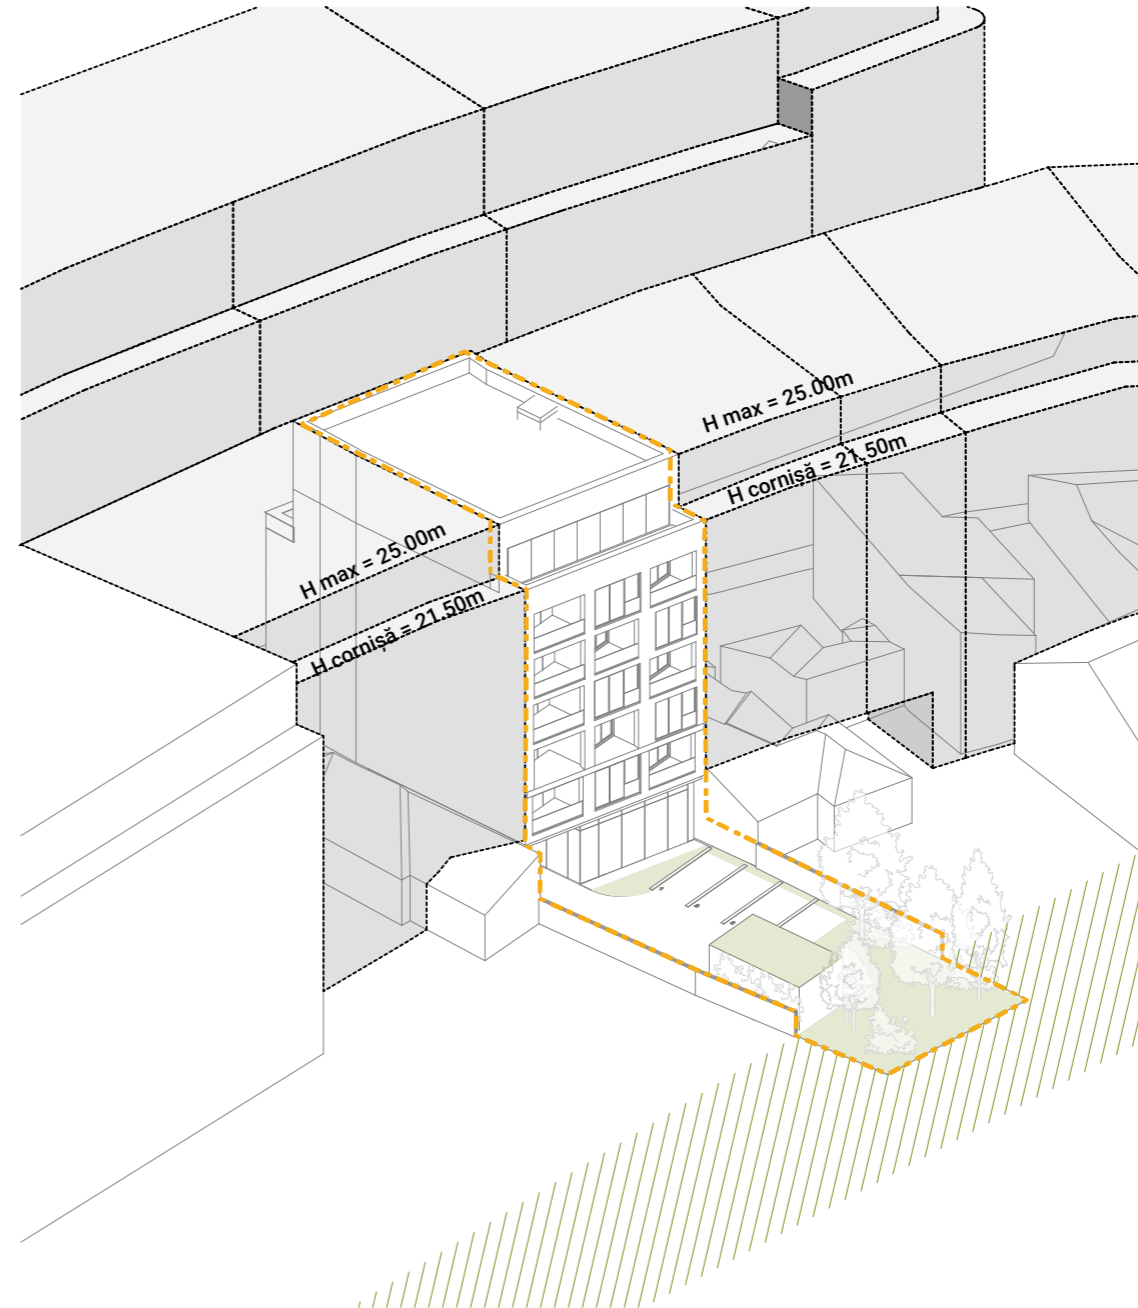 H max = 25.00m
H cornișă = 21.50m
H max = 25.00m
H cornișă = 21.50m